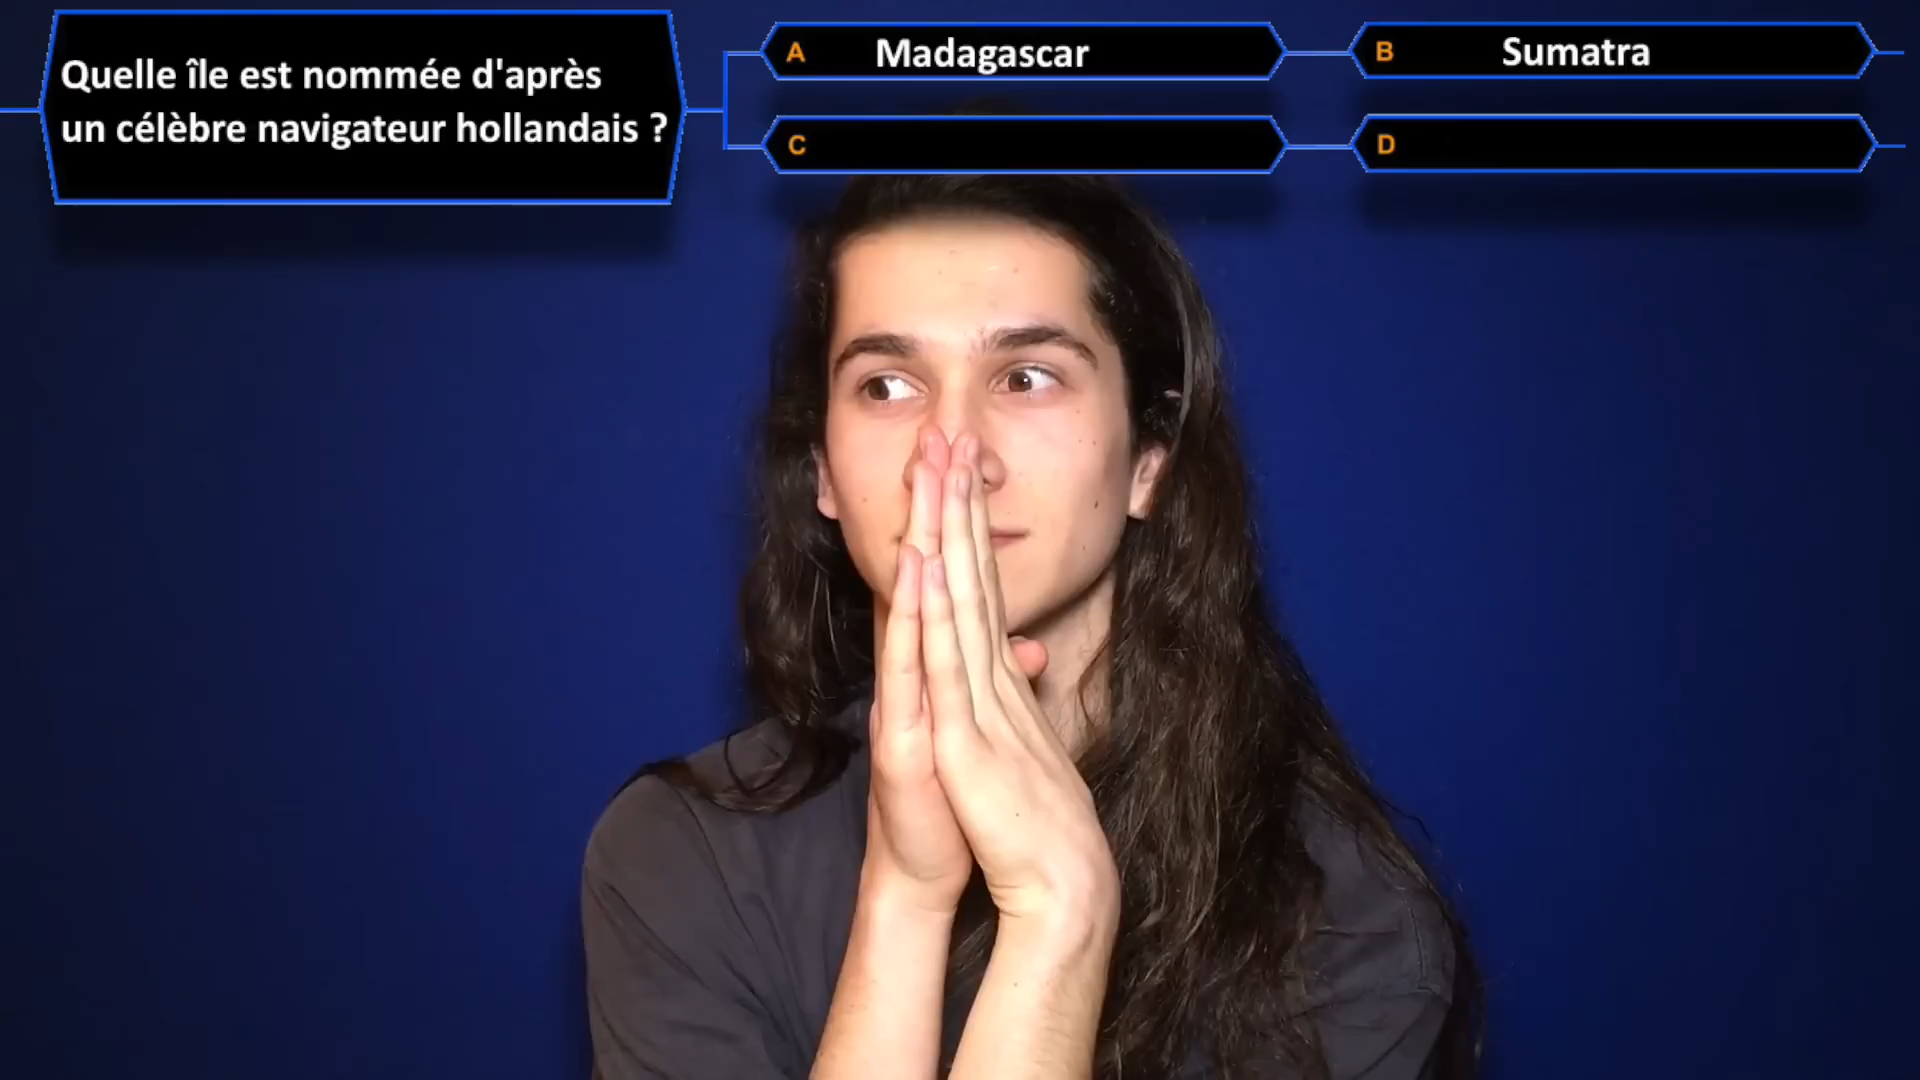 Quelle île est nommée d'après
un célèbre navigateur hollandais ?
A Madagascar
B Sumatra
C
D